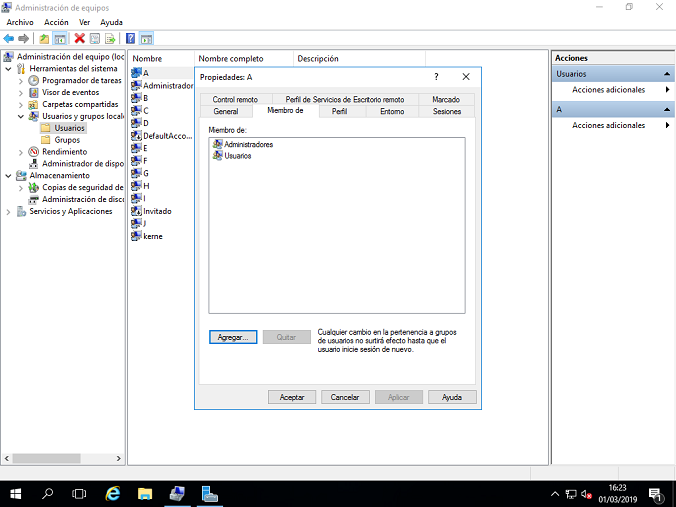 Administración de equipos
Archivo Acción Ver Ayuda
Administración del equipo (loc
Herramientas del sistema
Programador de tareas
Visor de eventos
Carpetas compartidas
Usuarios y grupos locale
Usuarios
Grupos
Rendimiento
Administrador de dispo
Almacenamiento
Copias de seguridad de
Administración de disco
Servicios y Aplicaciones
Nombre Nombre completo Descripción
A
Administrador
B
C
D
DefaultAcco...
E
F
G
H
I
Invitado
J
kerne
Propiedades: A ?
Control remoto Perfil de Servicios de Escritorio remoto Marcado
General Miembro de Perfil Entorno Sesiones
Miembro de:
Administradores
Usuarios
Agregar... Quitar
Cualquier cambio en la pertenencia a grupos
de usuarios no surtirá efecto hasta que el
usuario inicie sesión de nuevo.
Aceptar Cancelar Aplicar Ayuda
Acciones
Usuarios
Acciones adicionales
A
Acciones adicionales
16:23
01/03/2019
1